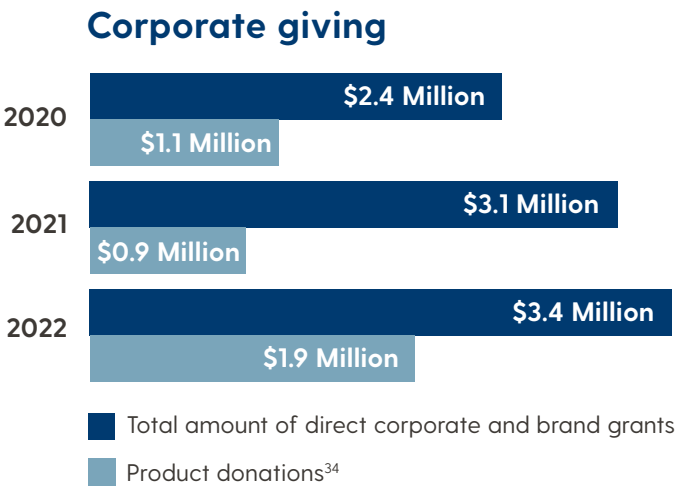 Corporate giving
2020
$2.4 Million
$1.1 Million
2021
$3.1 Million
$0.9 Million
2022
$3.4 Million
$1.9 Million
Total amount of direct corporate and brand grants
Product donations³⁴